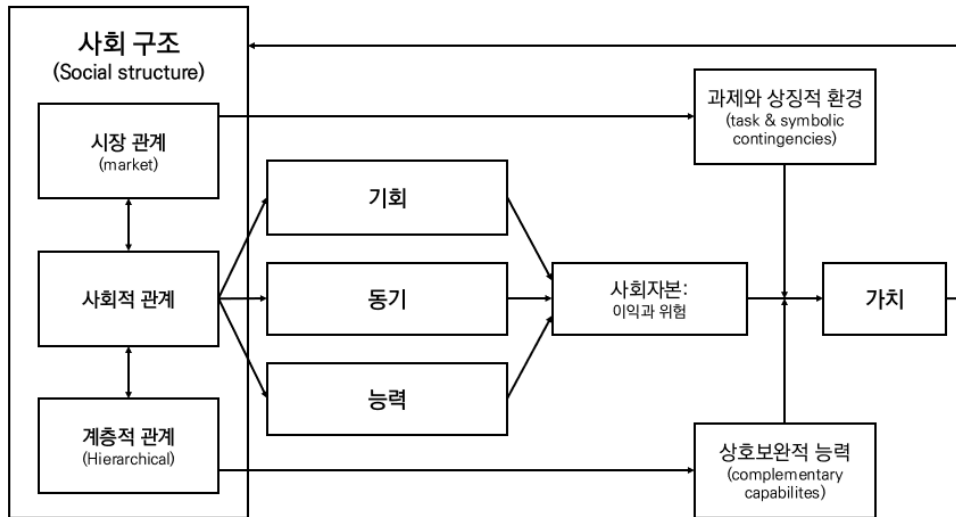 사회 구조
(Social structure)
시장 관계
(market)
사회적 관계
계층적 관계
(Hierarchical)
기회
동기
능력
사회자본:
이익과 위험
과제와 상징적 환경
(task & symbolic
contingencies)
가치
상호보완적 능력
(complementary
capabilites)